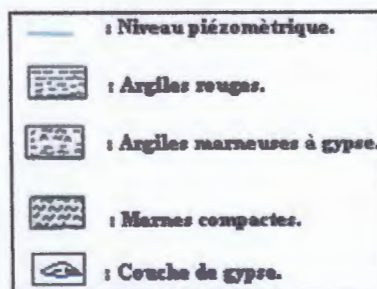 : Niveau piézomètrique.
: Argiles rouges.
: Argiles marneuses à gypse.
: Marnes compactes.
: Couche de gypse.